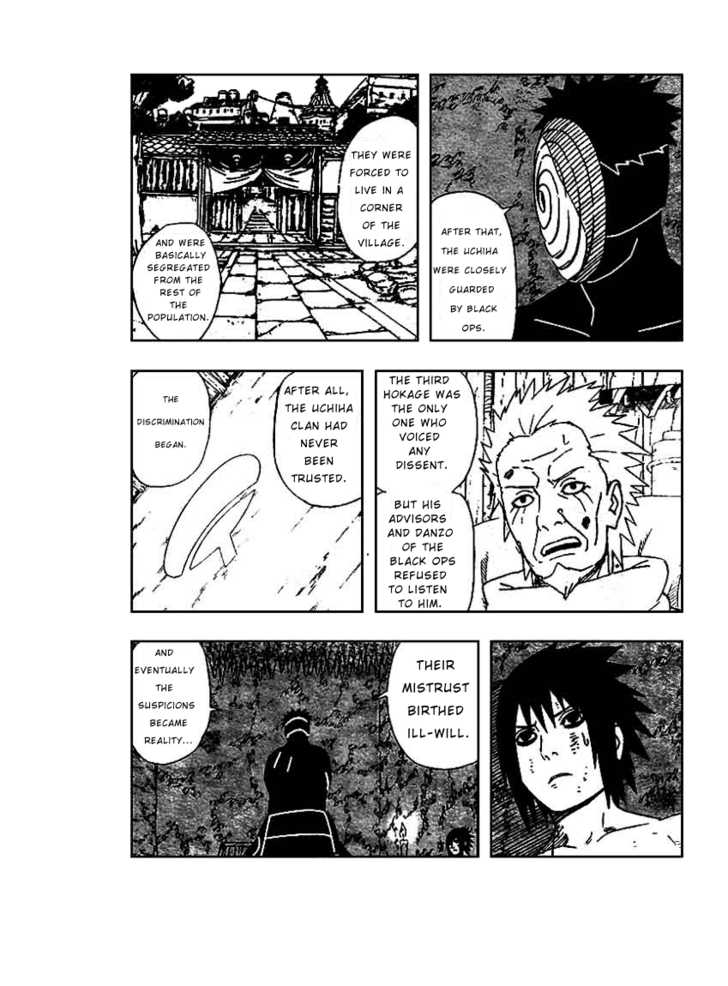 AFTER THAT,
THE UCHIHA
WERE CLOSELY
GUARDED
BY BLACK
OPS.
THEY WERE
FORCED TO
LIVE IN A
CORNER
OF THE
VILLAGE.
AND WERE
BASICALLY
SEGREGATED
FROM THE
REST OF
THE
POPULATION.
THE THIRD
HOKAGE WAS
THE ONLY
ONE WHO
VOICED
ANY
DISSENT.
BUT HIS
ADVISORS
AND DANZO
OF THE
BLACK OPS
REFUSED
TO LISTEN
TO HIM.
AFTER ALL,
THE UCHIHA
CLAN HAD
NEVER
BEEN
TRUSTED.
THE
DISCRIMINATION
BEGAN.
THEIR
MISTRUST
BIRTHED
ILL-WILL.
AND
EVENTUALLY
THE
SUSPICIONS
BECAME
REALITY...